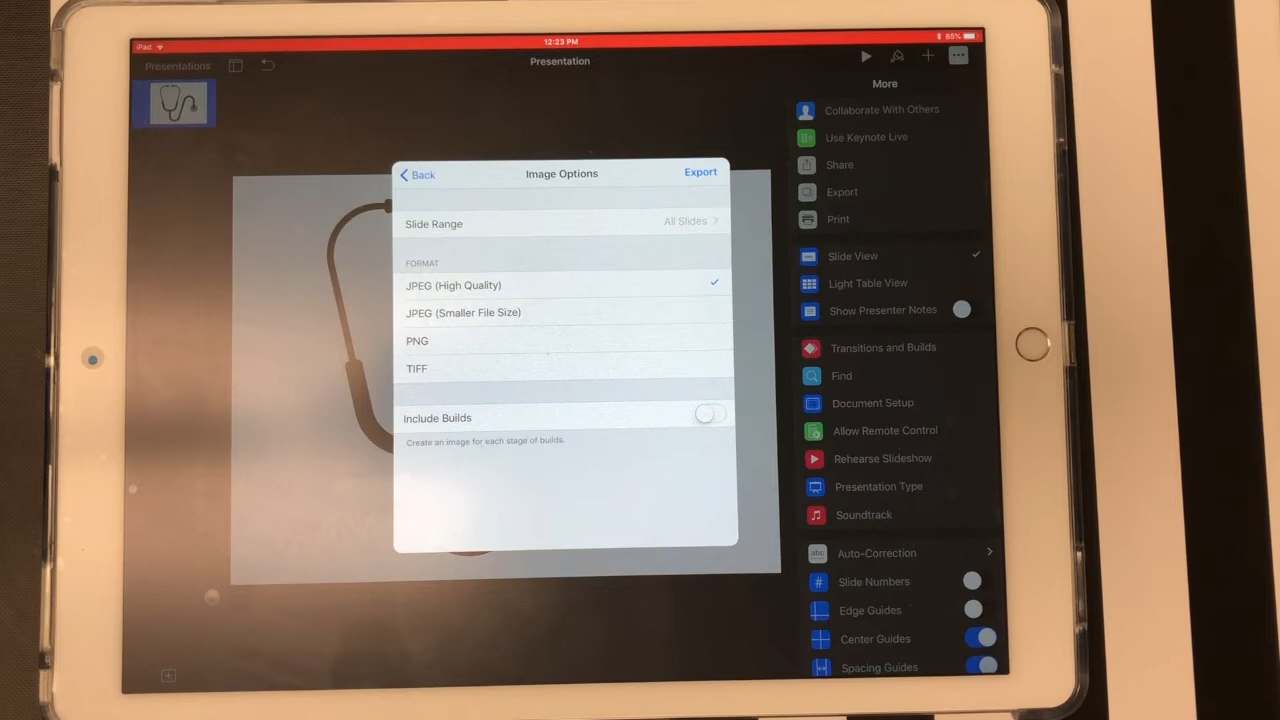 iPad
12:23 PM
85%
Presentations
Presentation
More
Collaborate With Others
Use Keynote Live
Share
Export
Print
Slide View
Light Table View
Show Presenter Notes
Transitions and Builds
Find
Document Setup
Allow Remote Control
Rehearse Slideshow
Presentation Type
Soundtrack
abc
Auto-Correction
#
Slide Numbers
Edge Guides
Center Guides
Spacing Guides
Back
Image Options
Export
Slide Range
All Slides
FORMAT
JPEG (High Quality)
JPEG (Smaller File Size)
PNG
TIFF
Include Builds
Create an image for each stage of builds.